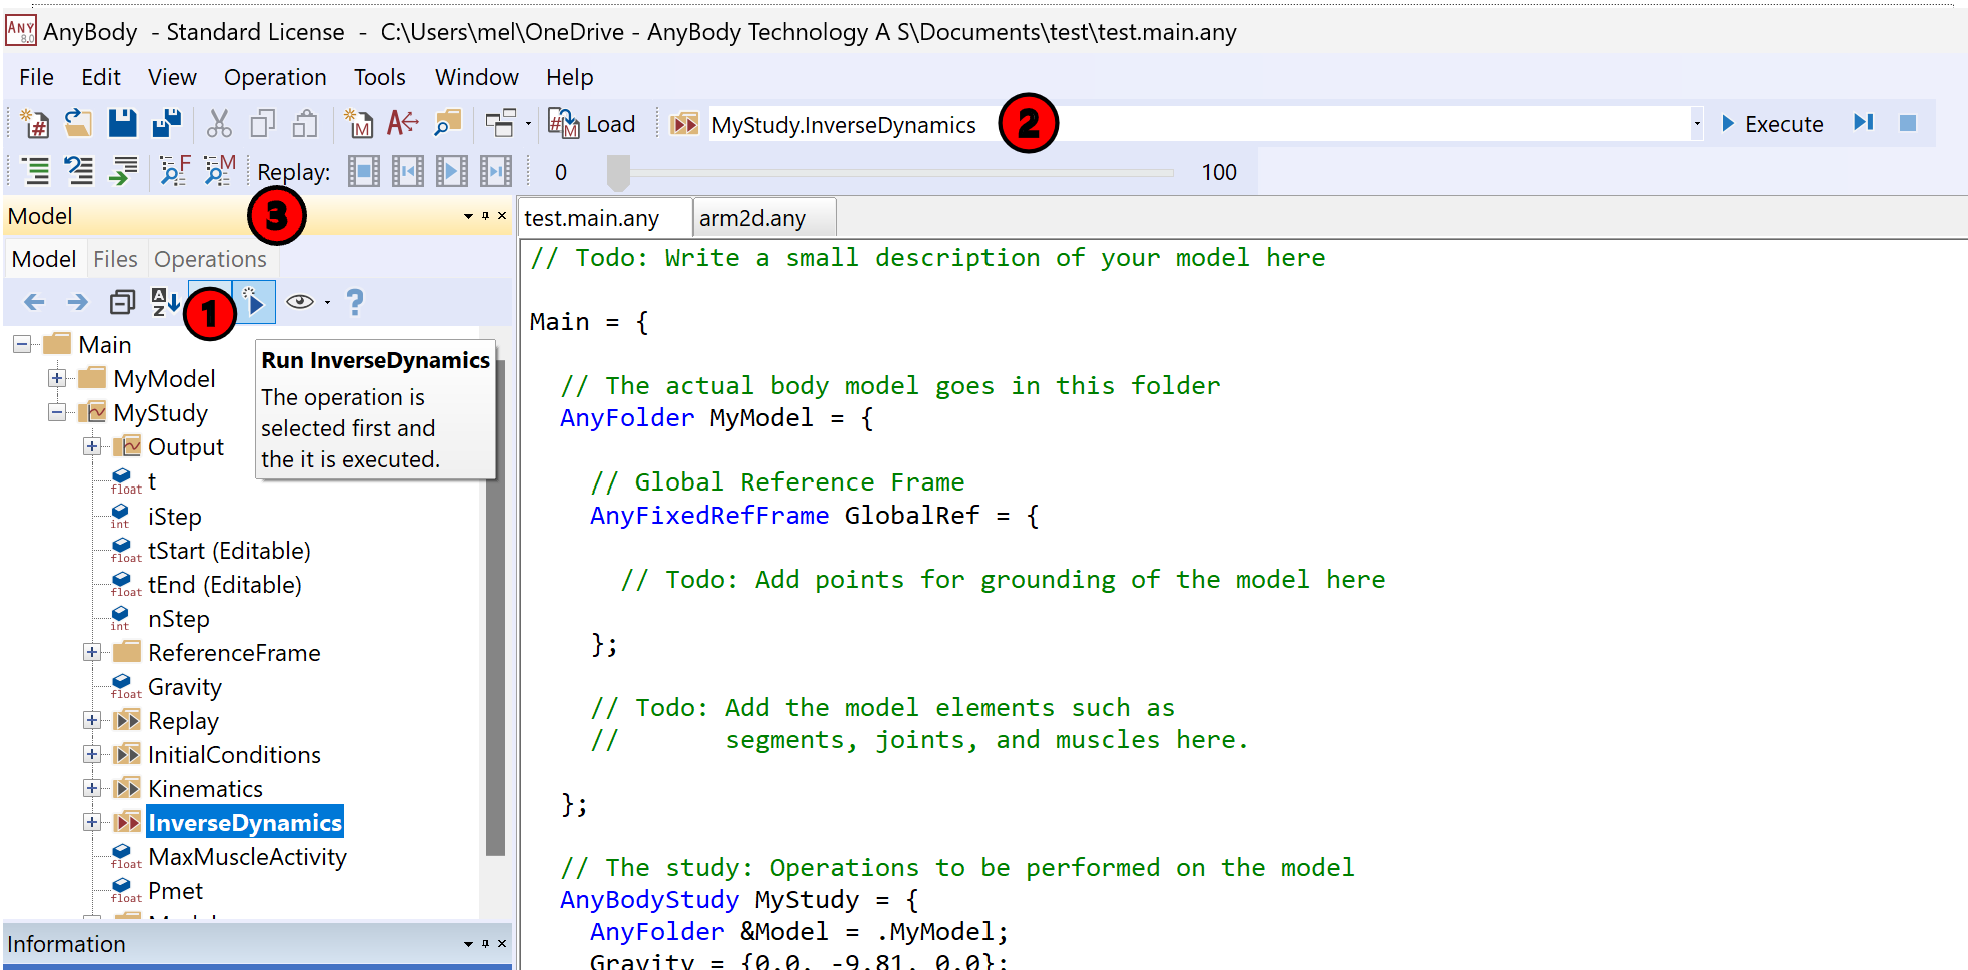 ANY 8.0 AnyBody - Standard License - C:\Users\mel\OneDrive - AnyBody Technology A S\Documents\test\test.main.any
File Edit View Operation Tools Window Help
Load MyStudy.InverseDynamics 2 Execute
Replay: 0 100
Model 3
Model Files Operations
1
Run InverseDynamics
The operation is
selected first and
the it is executed.
Main
MyModel
MyStudy
Output
float t
int iStep
float tStart (Editable)
float tEnd (Editable)
int nStep
ReferenceFrame
float Gravity
Replay
InitialConditions
Kinematics
InverseDynamics
float MaxMuscleActivity
float Pmet
Information
test.main.any arm2d.any
// Todo: Write a small description of your model here
Main = {
// The actual body model goes in this folder
AnyFolder MyModel = {
// Global Reference Frame
AnyFixedRefFrame GlobalRef = {
// Todo: Add points for grounding of the model here
};
// Todo: Add the model elements such as
// segments, joints, and muscles here.
};
// The study: Operations to be performed on the model
AnyBodyStudy MyStudy = {
AnyFolder &Model = .MyModel;
Gravity = {0.0, -9.81, 0.0};